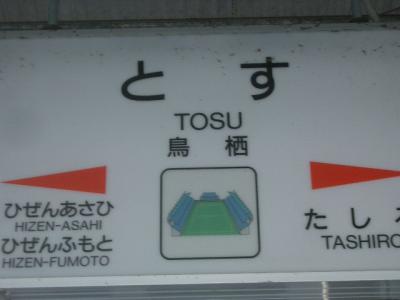 とす
TOSU
鳥栖
ひぜんあさひ
HIZEN-ASAHI
ひぜんふもと
HIZEN-FUMOTO
たしろ
TASHIRO